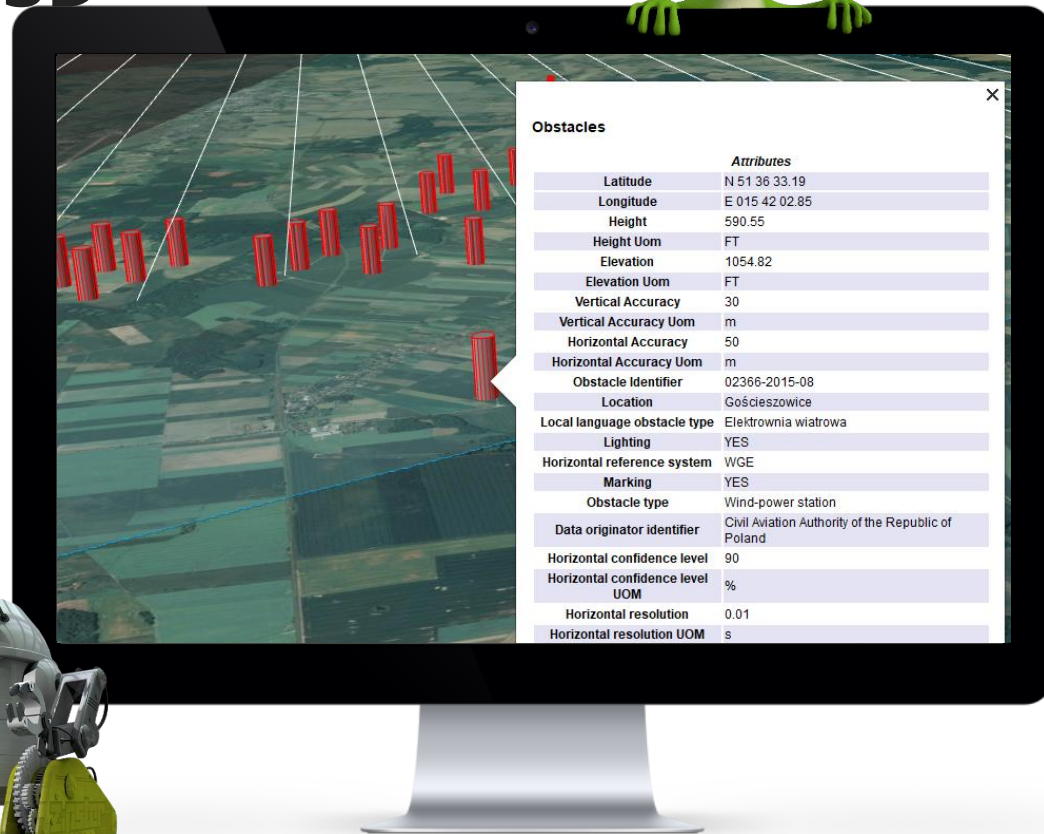 3D
Obstacles
Attributes
Latitude N 51 36 33.19
Longitude E 015 42 02.85
Height 590.55
Height Uom FT
Elevation 1054.82
Elevation Uom FT
Vertical Accuracy 30
Vertical Accuracy Uom m
Horizontal Accuracy 50
Horizontal Accuracy Uom m
Obstacle Identifier 02366-2015-08
Location Gościeszowice
Local language obstacle type Elektrownia wiatrowa
Lighting YES
Horizontal reference system WGE
Marking YES
Obstacle type Wind-power station
Data originator identifier Civil Aviation Authority of the Republic of
Poland
Horizontal confidence level 90
Horizontal confidence level
UOM %
Horizontal resolution 0.01
Horizontal resolution UOM s